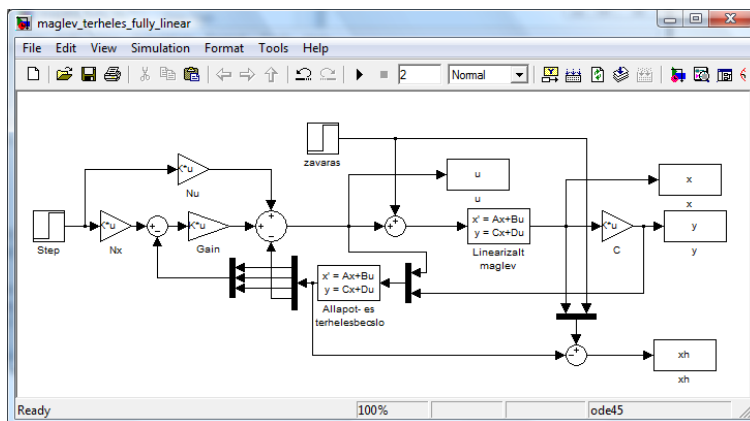 maglev_terheles_fully_linear
File Edit View Simulation Format Tools Help
2 Normal
zavaras
K*u
Nu
u
u
x
x
Step
K*u
Nx
K*u
Gain
x' = Ax+Bu
y = Cx+Du
Linearizalt
maglev
K*u
C
y
y
x' = Ax+Bu
y = Cx+Du
Allapot- es
terhelesbecslo
xh
xh
Ready 100% ode45